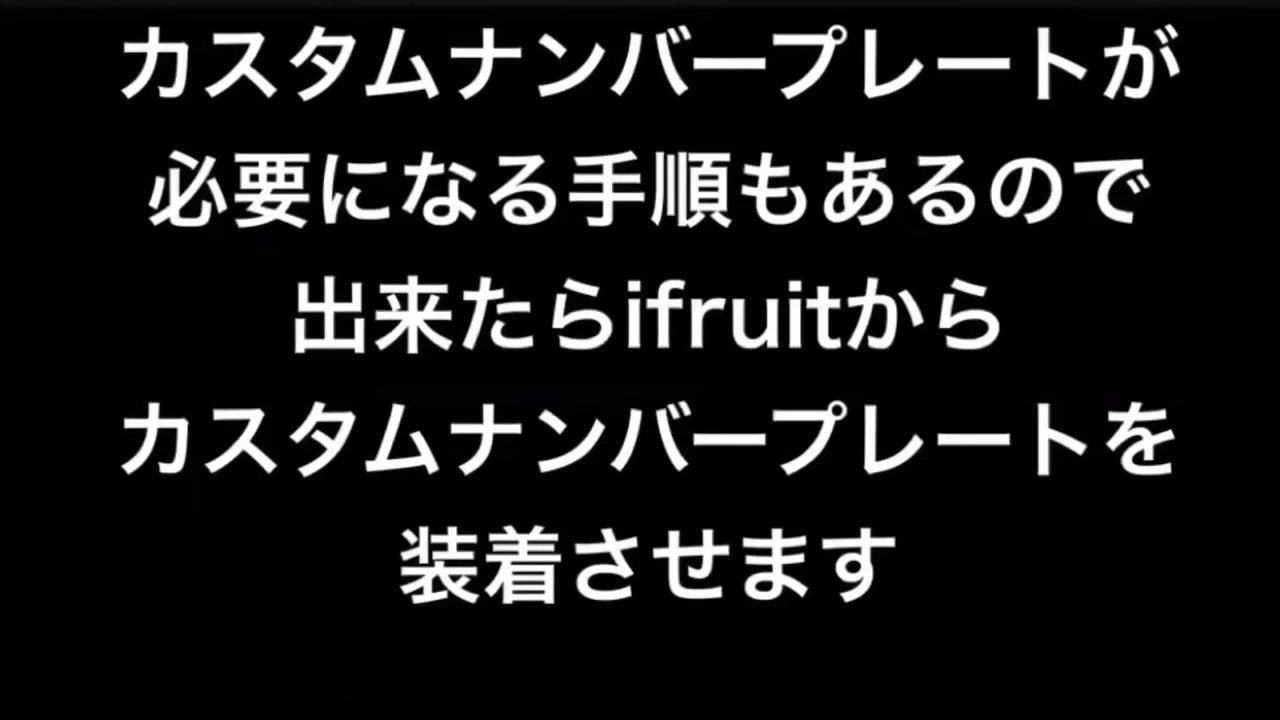 カスタムナンバープレートが
必要になる手順もあるので
出来たらifruitから
カスタムナンバープレートを
装着させます